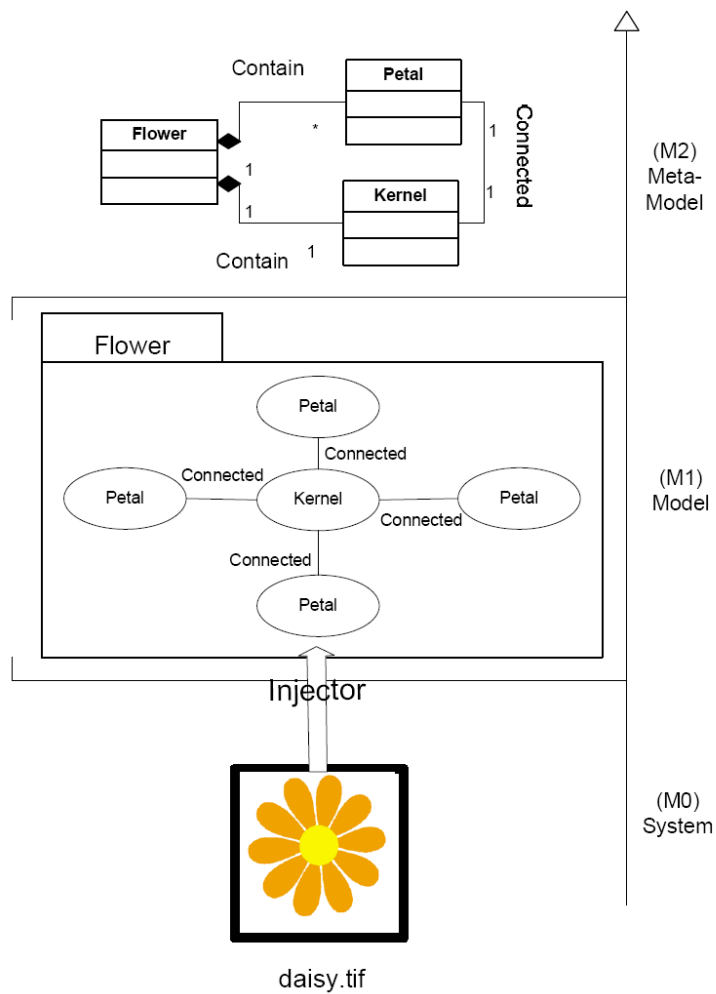 Contain
Petal
Flower
*
1
Connected
1
(M2)
Meta-
Model
1
Kernel
1
Contain
1
Flower
Petal
Connected
Connected
Petal
Kernel
Petal
Connected
Connected
Petal
(M1)
Model
Injector
(M0)
System
daisy.tif